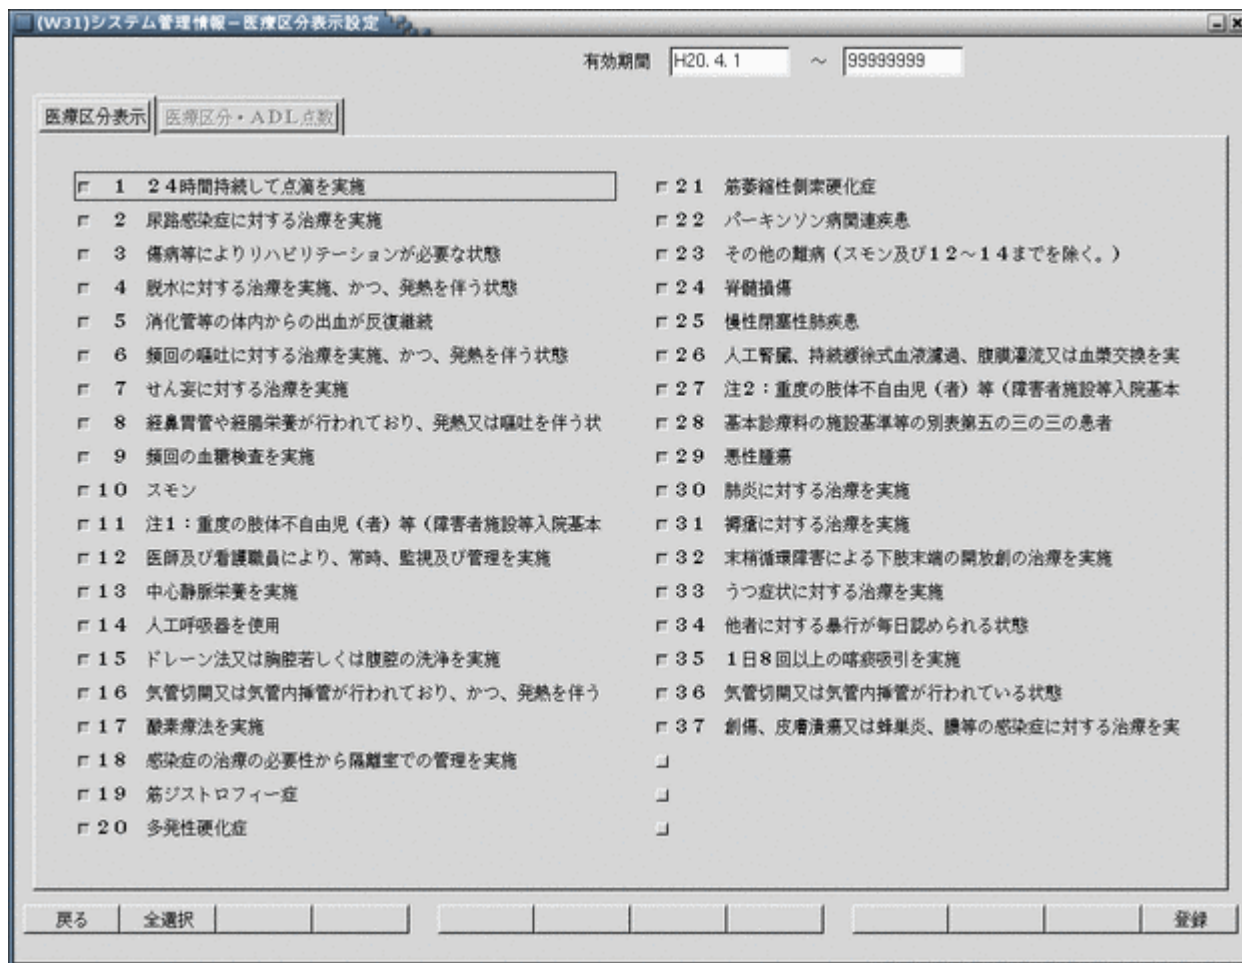 (W31)システム管理情報－医療区分表示設定
有効期間 H20. 4. 1 ～ 99999999
医療区分表示 医療区分・ＡＤＬ点数
1 ２４時間持続して点滴を実施
2 尿路感染症に対する治療を実施
3 傷病等によりリハビリテーションが必要な状態
4 脱水に対する治療を実施、かつ、発熱を伴う状態
5 消化管等の体内からの出血が反復継続
6 頻回の嘔吐に対する治療を実施、かつ、発熱を伴う状態
7 せん妄に対する治療を実施
8 経鼻胃管や経腸栄養が行われており、発熱又は嘔吐を伴う状
9 頻回の血糖検査を実施
10 スモン
11 注１：重度の肢体不自由児（者）等（障害者施設等入院基本
12 医師及び看護職員により、常時、監視及び管理を実施
13 中心静脈栄養を実施
14 人工呼吸器を使用
15 ドレーン法又は胸腔若しくは腹腔の洗浄を実施
16 気管切開又は気管内挿管が行われており、かつ、発熱を伴う
17 酸素療法を実施
18 感染症の治療の必要性から隔離室での管理を実施
19 筋ジストロフィー症
20 多発性硬化症
21 筋萎縮性側索硬化症
22 パーキンソン病関連疾患
23 その他の難病（スモン及び１２～１４までを除く。）
24 脊髄損傷
25 慢性閉塞性肺疾患
26 人工腎臓、持続緩徐式血液濾過、腹膜灌流又は血漿交換を実
27 注２：重度の肢体不自由児（者）等（障害者施設等入院基本
28 基本診療料の施設基準等の別表第五の三の三の患者
29 悪性腫瘍
30 肺炎に対する治療を実施
31 褥瘡に対する治療を実施
32 末梢循環障害による下肢末端の開放創の治療を実施
33 うつ症状に対する治療を実施
34 他者に対する暴行が毎日認められる状態
35 １日８回以上の喀痰吸引を実施
36 気管切開又は気管内挿管が行われている状態
37 創傷、皮膚潰瘍又は蜂巣炎、膿等の感染症に対する治療を実
戻る 全選択 登録